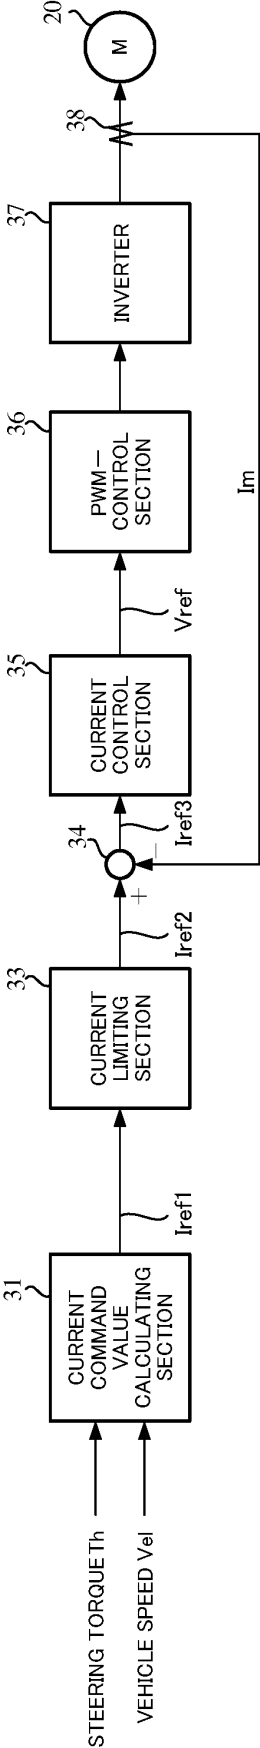 STEERING TORQUE Th
VEHICLE SPEED Vel
31
CURRENT
COMMAND
VALUE
CALCULATING
SECTION
Iref1
33
CURRENT
LIMITING
SECTION
Iref2
+
34
−
Iref3
35
CURRENT
CONTROL
SECTION
Vref
36
PWM−
CONTROL
SECTION
37
INVERTER
38
Im
20
M